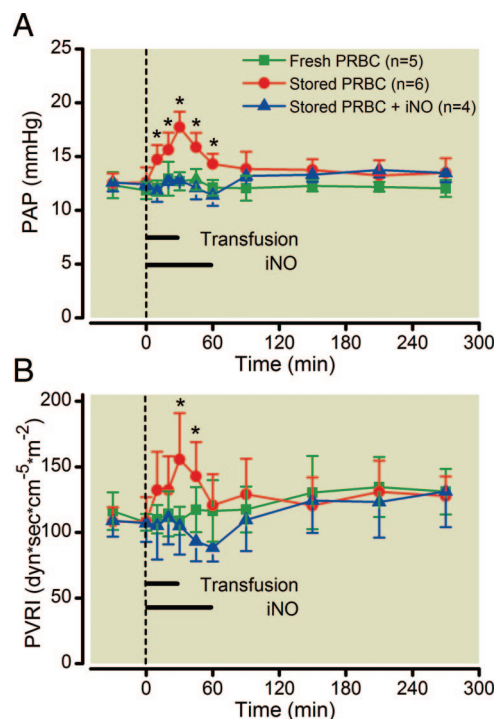 A
PAP (mmHg)
25
20
15
10
5
0
Fresh PRBC (n=5)
Stored PRBC (n=6)
Stored PRBC + iNO (n=4)
* * * * *
Transfusion
iNO
0 60 120 180 240 300
Time (min)
B
PVRI (dyn*sec*cm-5*m-2)
200
150
100
50
0
* *
Transfusion
iNO
0 60 120 180 240 300
Time (min)